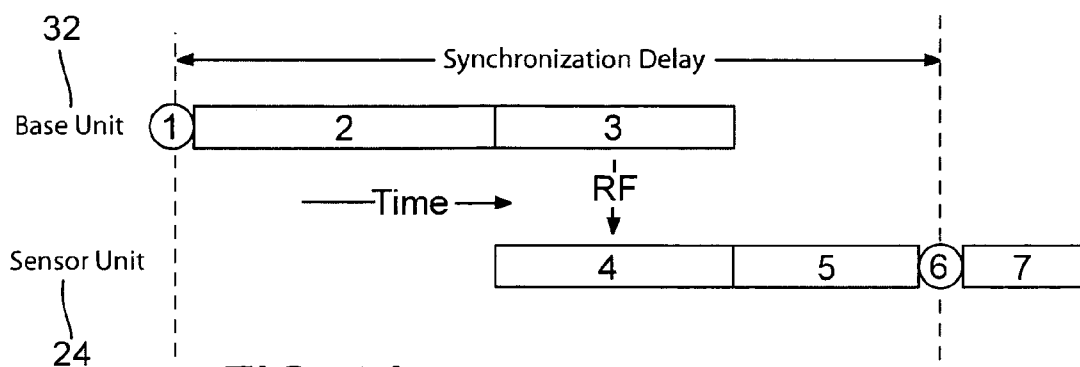 32
Synchronization Delay
Base Unit
1 2 3
Time
RF
Sensor Unit
4 5 6 7
24